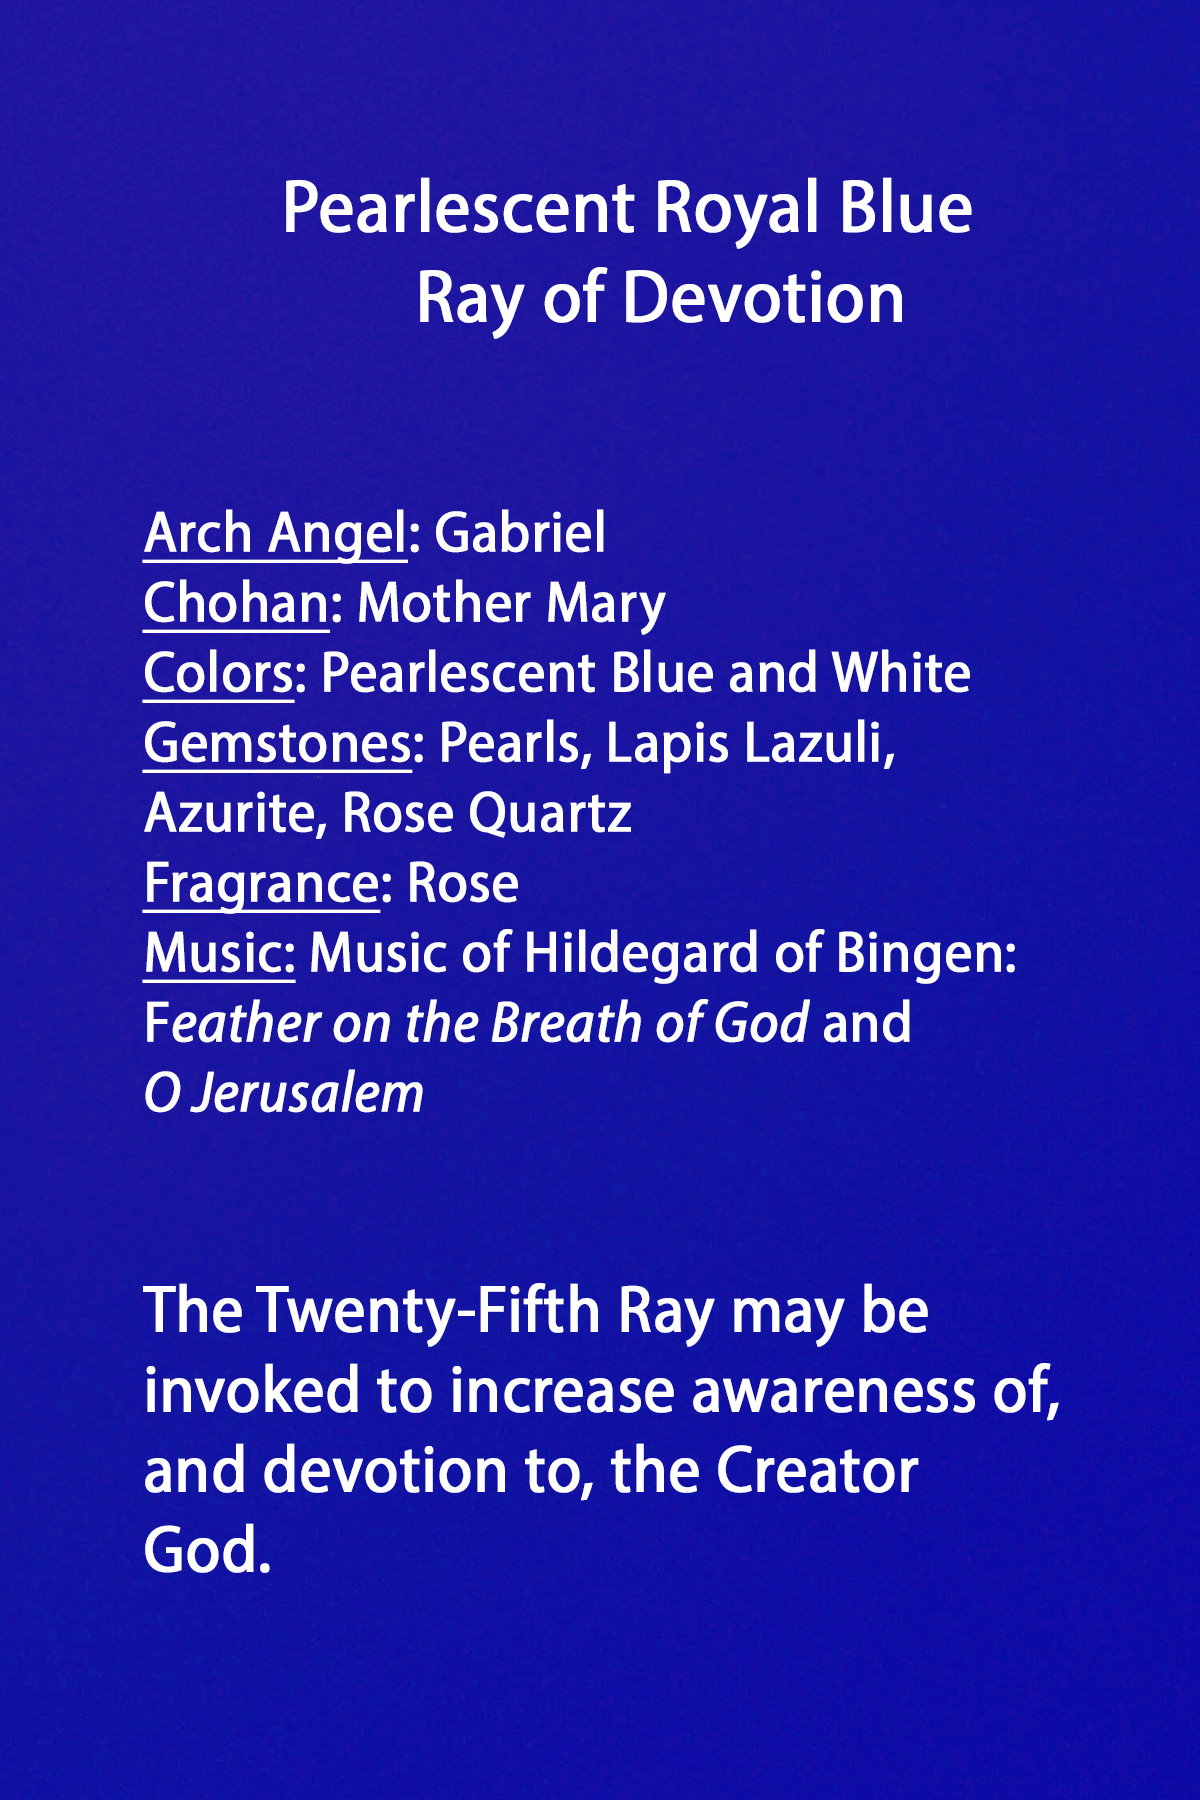 Pearlescent Royal Blue
Ray of Devotion
Arch Angel: Gabriel
Chohan: Mother Mary
Colors: Pearlescent Blue and White
Gemstones: Pearls, Lapis Lazuli,
Azurite, Rose Quartz
Fragrance: Rose
Music: Music of Hildegard of Bingen:
Feather on the Breath of God and
O Jerusalem
The Twenty-Fifth Ray may be
invoked to increase awareness of,
and devotion to, the Creator
God.